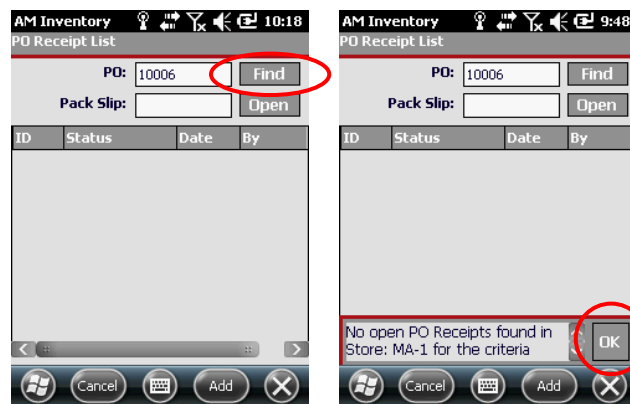 AM Inventory 10:18
PO Receipt List
PO: 10006 Find
Pack Slip: Open
ID Status Date By
Cancel Add
AM Inventory 9:48
PO Receipt List
PO: 10006 Find
Pack Slip: Open
ID Status Date By
No open PO Receipts found in
Store: MA-1 for the criteria
OK
Cancel Add